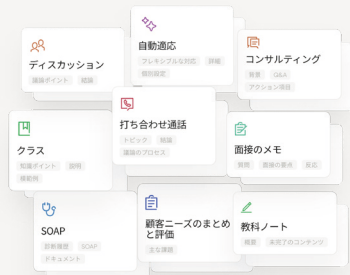 ディスカッション
議論ポイント 結論
自動適応
フレキシブルな対応 詳細
個別設定
コンサルティング
背景 Q&A
アクション項目
クラス
知識ポイント 説明
模範例
打ち合わせ通話
トピック 結論
議論のプロセス
面接のメモ
質問 面接の要点 反応
SOAP
診断履歴 SOAP
ドキュメント
顧客ニーズのまとめ
と評価
主な課題
教科ノート
概要 未完了のコンテンツ